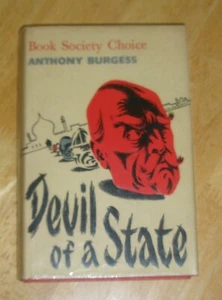 Book Society Choice
ANTHONY BURGESS
Devil
of a State